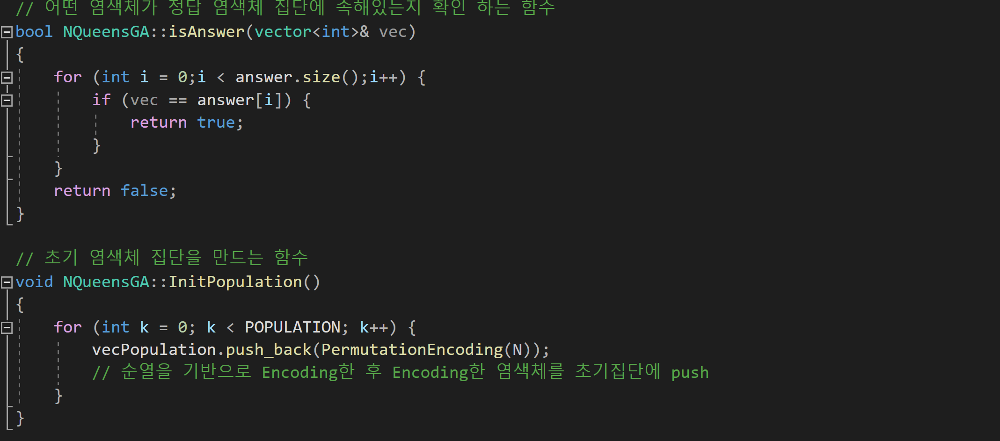 // 어떤 염색체가 정답 염색체 집단에 속해있는지 확인 하는 함수
bool NQueensGA::isAnswer(vector<int>& vec)
{
    for (int i = 0;i < answer.size();i++) {
        if (vec == answer[i]) {
            return true;
        }
    }
    return false;
}

// 초기 염색체 집단을 만드는 함수
void NQueensGA::InitPopulation()
{
    for (int k = 0; k < POPULATION; k++) {
        vecPopulation.push_back(PermutationEncoding(N));
        // 순열을 기반으로 Encoding한 후 Encoding한 염색체를 초기집단에 push
    }
}